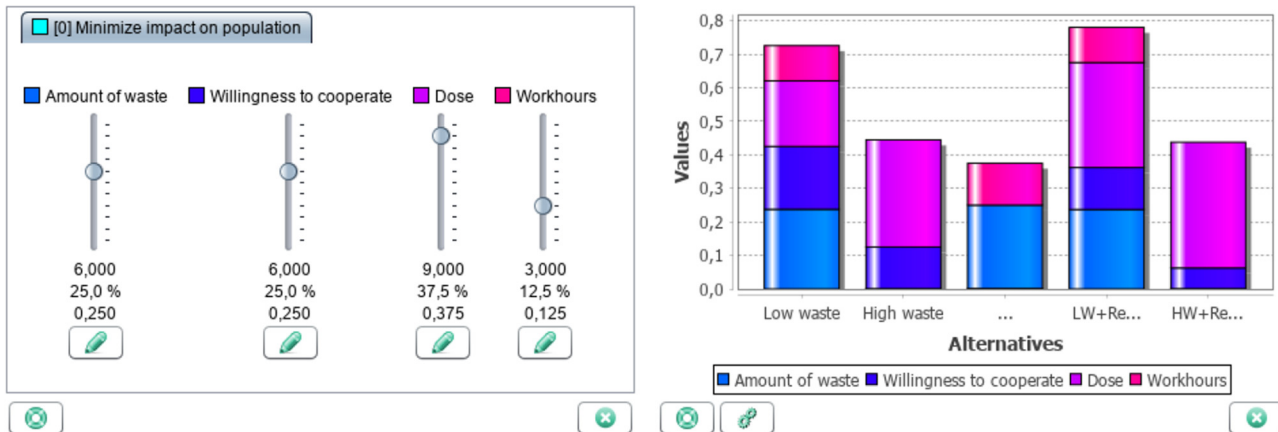 [0] Minimize impact on population
Amount of waste Willingness to cooperate Dose Workhours
6,000 6,000 9,000 3,000
25,0 % 25,0 % 37,5 % 12,5 %
0,250 0,250 0,375 0,125
0,8
0,7
0,6
0,5
0,4
0,3
0,2
0,1
0,0
Values
Low waste High waste ... LW+Re... HW+Re...
Alternatives
Amount of waste Willingness to cooperate Dose Workhours